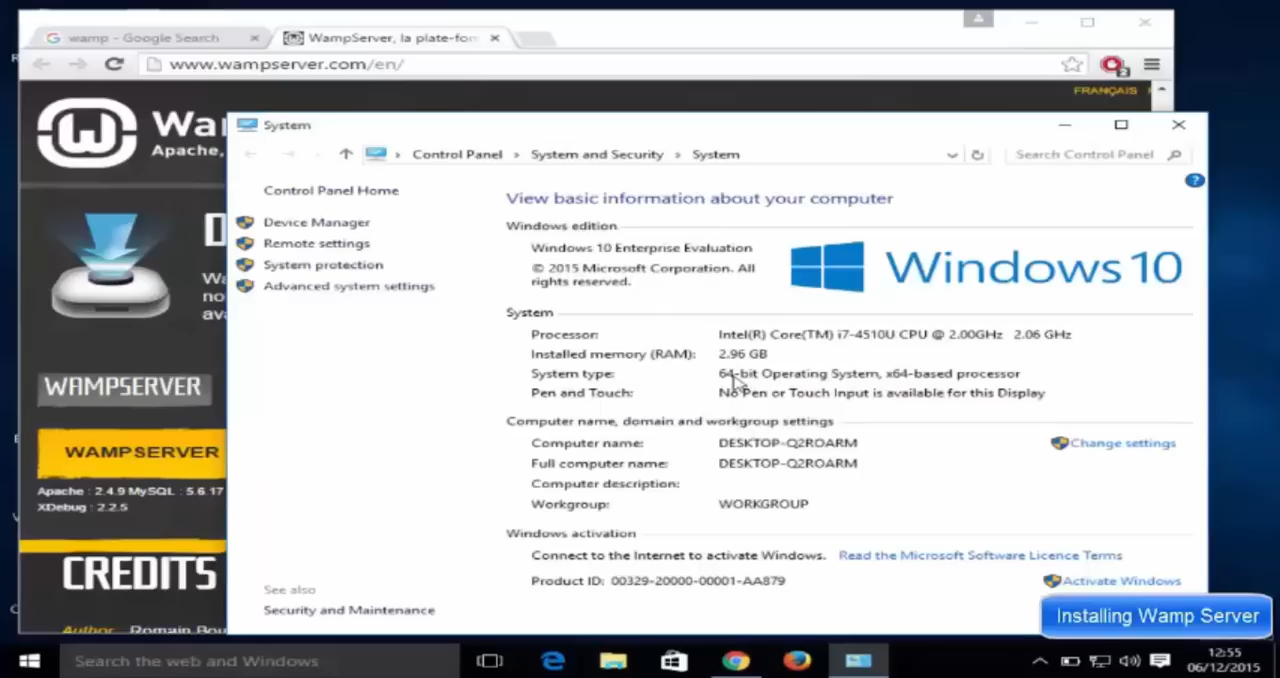 wamp - Google Search
WampServer, la plate-for
www.wampserver.com/en/
FRANÇAIS
Wa
Apache,
System
Control Panel > System and Security > System
Search Control Panel
Control Panel Home
Device Manager
Remote settings
System protection
Advanced system settings
View basic information about your computer
Windows edition
Windows 10 Enterprise Evaluation
© 2015 Microsoft Corporation. All
rights reserved.
Windows 10
System
Processor: Intel(R) Core(TM) i7-4510U CPU @ 2.00GHz 2.06 GHz
Installed memory (RAM): 2.96 GB
System type: 64-bit Operating System, x64-based processor
Pen and Touch: No Pen or Touch Input is available for this Display
Computer name, domain and workgroup settings
Computer name: DESKTOP-Q2ROARM
Change settings
Full computer name: DESKTOP-Q2ROARM
Computer description:
Workgroup: WORKGROUP
Windows activation
Connect to the Internet to activate Windows. Read the Microsoft Software Licence Terms
Product ID: 00329-20000-00001-AA879
Activate Windows
See also
Security and Maintenance
WAMPSERVER
WAMPSERVER
Apache : 2.4.9 MySQL : 5.6.17
XDebug : 2.2.5
CREDITS
Author Romain Bou
Installing Wamp Server
Search the web and Windows
12:55
06/12/2015